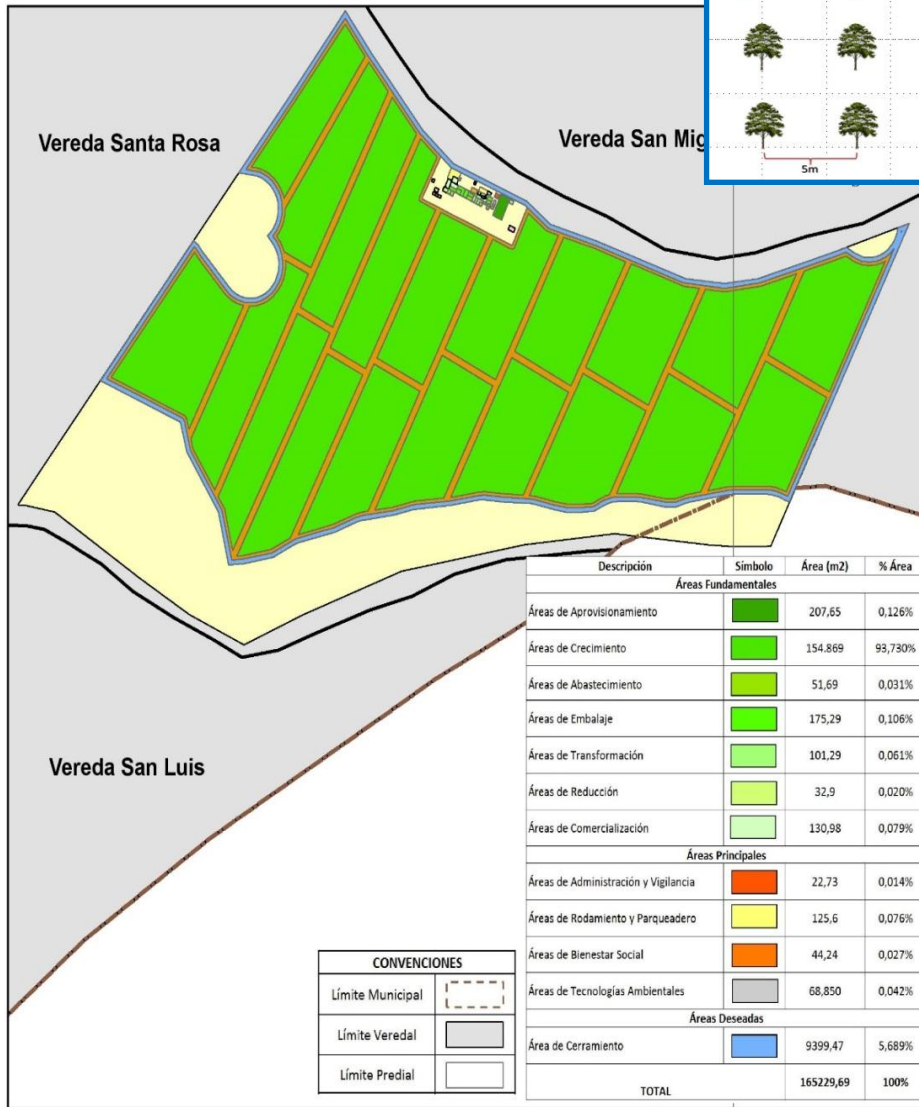 Vereda Santa Rosa
Vereda San Mig
5m
Vereda San Luis
Descripción Símbolo Área (m2) % Área
Áreas Fundamentales
Áreas de Aprovisionamiento 207,65 0,126%
Áreas de Crecimiento 154.869 93,730%
Áreas de Abastecimiento 51,69 0,031%
Áreas de Embalaje 175,29 0,106%
Áreas de Transformación 101,29 0,061%
Áreas de Reducción 32,9 0,020%
Áreas de Comercialización 130,98 0,079%
Áreas Principales
Áreas de Administración y Vigilancia 22,73 0,014%
Áreas de Rodamiento y Parqueadero 125,6 0,076%
Áreas de Bienestar Social 44,24 0,027%
Áreas de Tecnologías Ambientales 68,850 0,042%
Áreas Deseadas
Área de Cerramiento 9399,47 5,689%
TOTAL 165229,69 100%
CONVENCIONES
Límite Municipal
Límite Veredal
Límite Predial